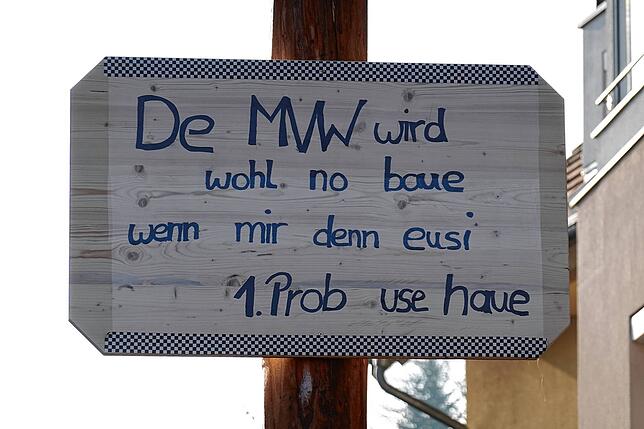 De MVW wird
wohl no baue
wenn mir denn eusi
1. Prob use haue